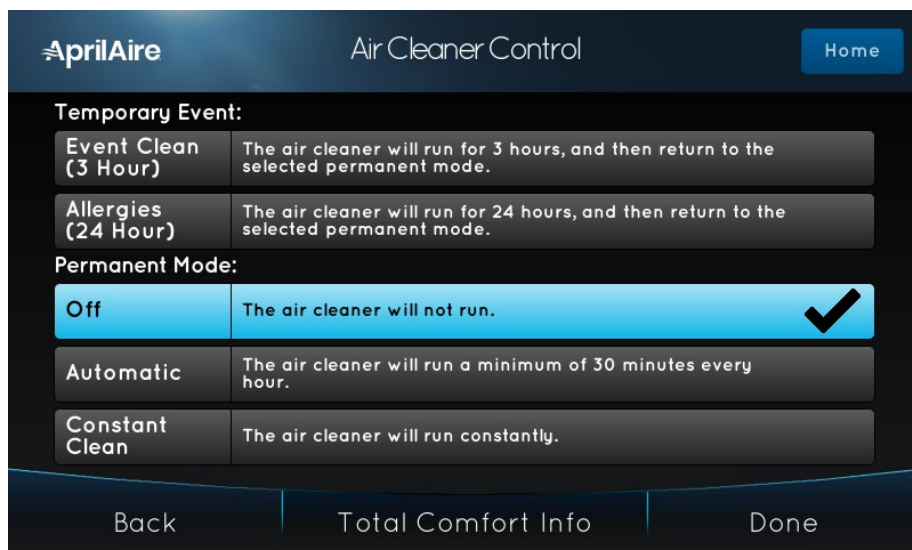 AprilAire
Air Cleaner Control
Home
Temporary Event:
Event Clean
(3 Hour)
The air cleaner will run for 3 hours, and then return to the
selected permanent mode.
Allergies
(24 Hour)
The air cleaner will run for 24 hours, and then return to the
selected permanent mode.
Permanent Mode:
Off
The air cleaner will not run.
Automatic
The air cleaner will run a minimum of 30 minutes every
hour.
Constant
Clean
The air cleaner will run constantly.
Back
Total Comfort Info
Done